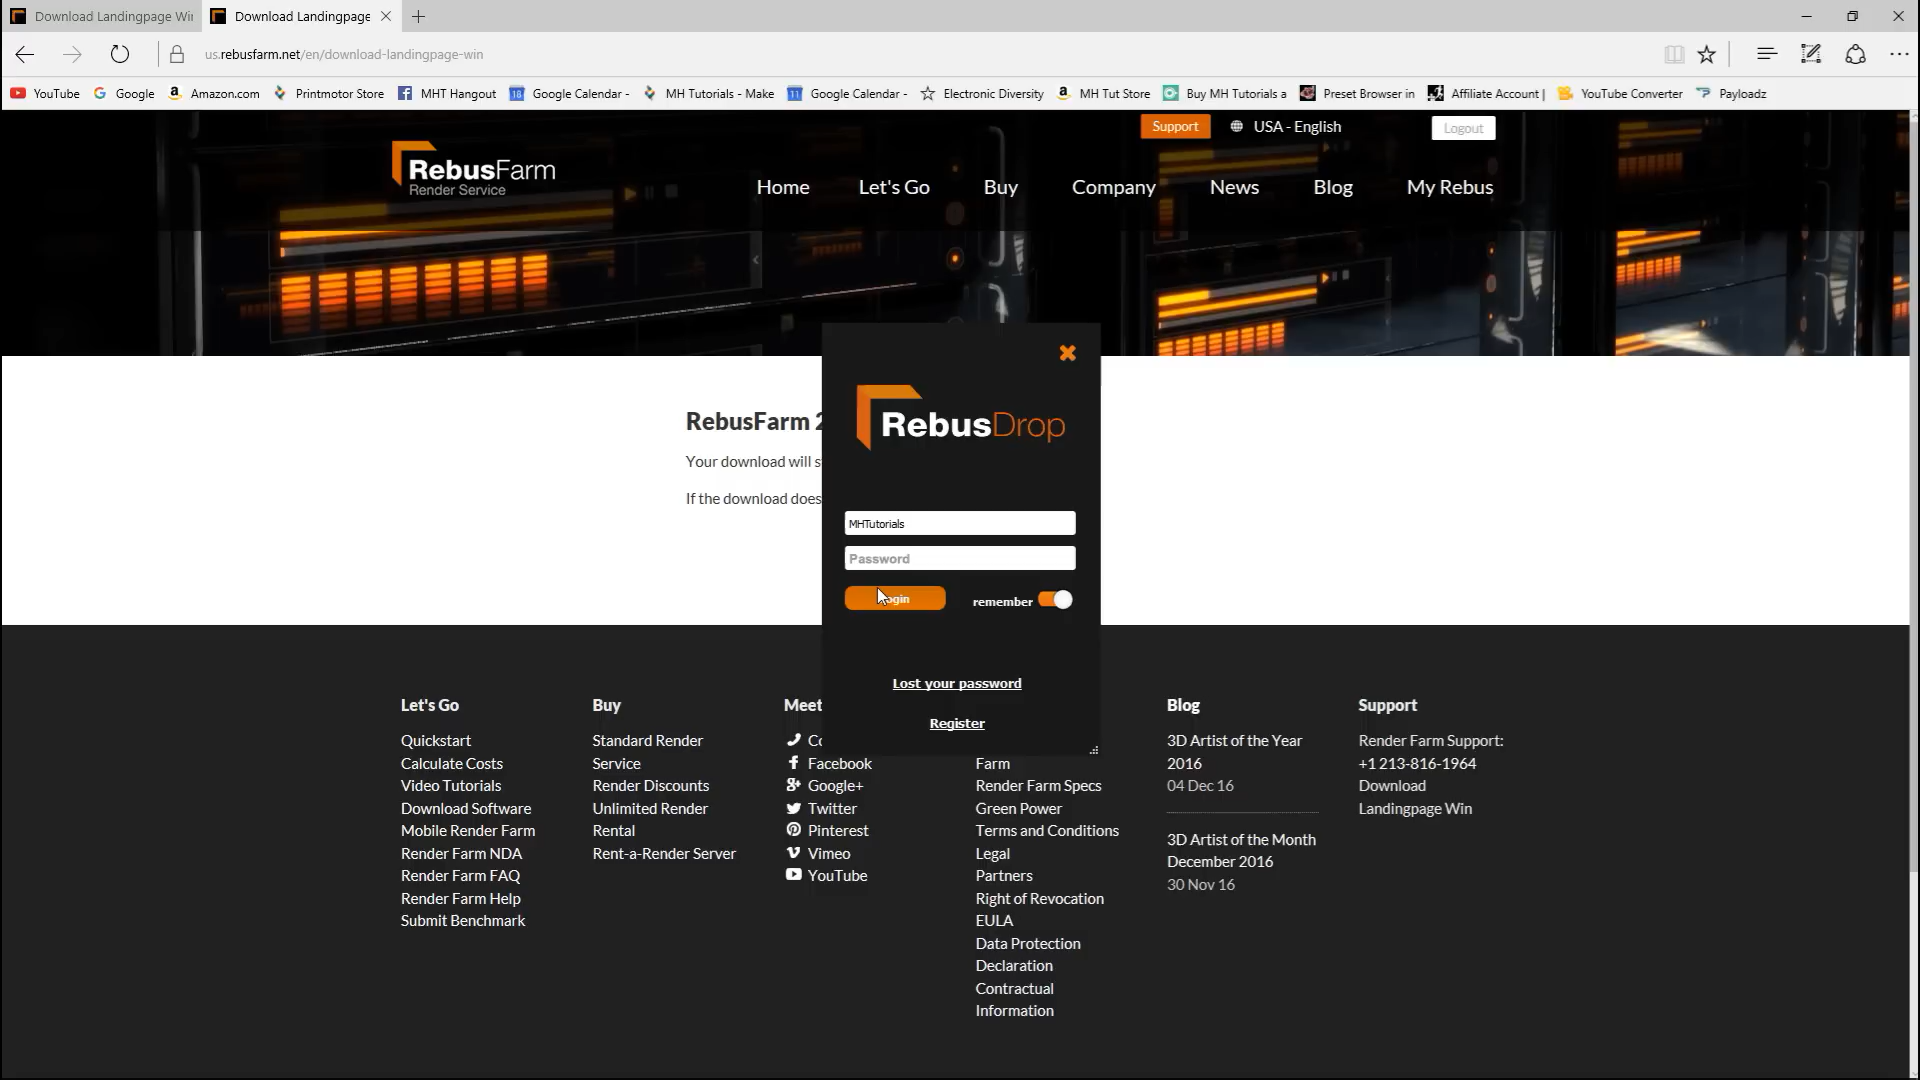 Download Landingpage Wi
Download Landingpage
us.rebusfarm.net/en/download-landingpage-win
YouTube
Google
Amazon.com
Printmotor Store
MHT Hangout
Google Calendar -
MH Tutorials - Make
Google Calendar -
Electronic Diversity
MH Tut Store
Buy MH Tutorials a
Preset Browser in
Affiliate Account |
YouTube Converter
Payloadz
Support
USA - English
Logout
RebusFarm
Render Service
Home
Let's Go
Buy
Company
News
Blog
My Rebus
RebusFarm 2
Your download will s
If the download does
RebusDrop
MHTutorials
Password
remember
Lost your password
Register
Let's Go
Quickstart
Calculate Costs
Video Tutorials
Download Software
Mobile Render Farm
Render Farm NDA
Render Farm FAQ
Render Farm Help
Submit Benchmark
Buy
Standard Render
Service
Render Discounts
Unlimited Render
Rental
Rent-a-Render Server
Meet
Co
Facebook
Google+
Twitter
Pinterest
Vimeo
YouTube
Farm
Render Farm Specs
Green Power
Terms and Conditions
Legal
Partners
Right of Revocation
EULA
Data Protection
Declaration
Contractual
Information
Blog
3D Artist of the Year
2016
04 Dec 16
3D Artist of the Month
December 2016
30 Nov 16
Support
Render Farm Support:
+1 213-816-1964
Download
Landingpage Win